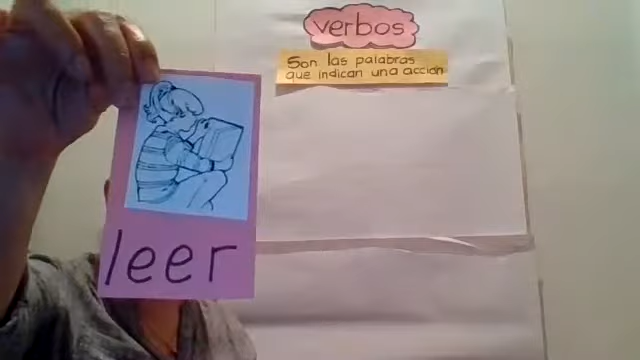 verbos
Son las palabras
que indican una acción
leer